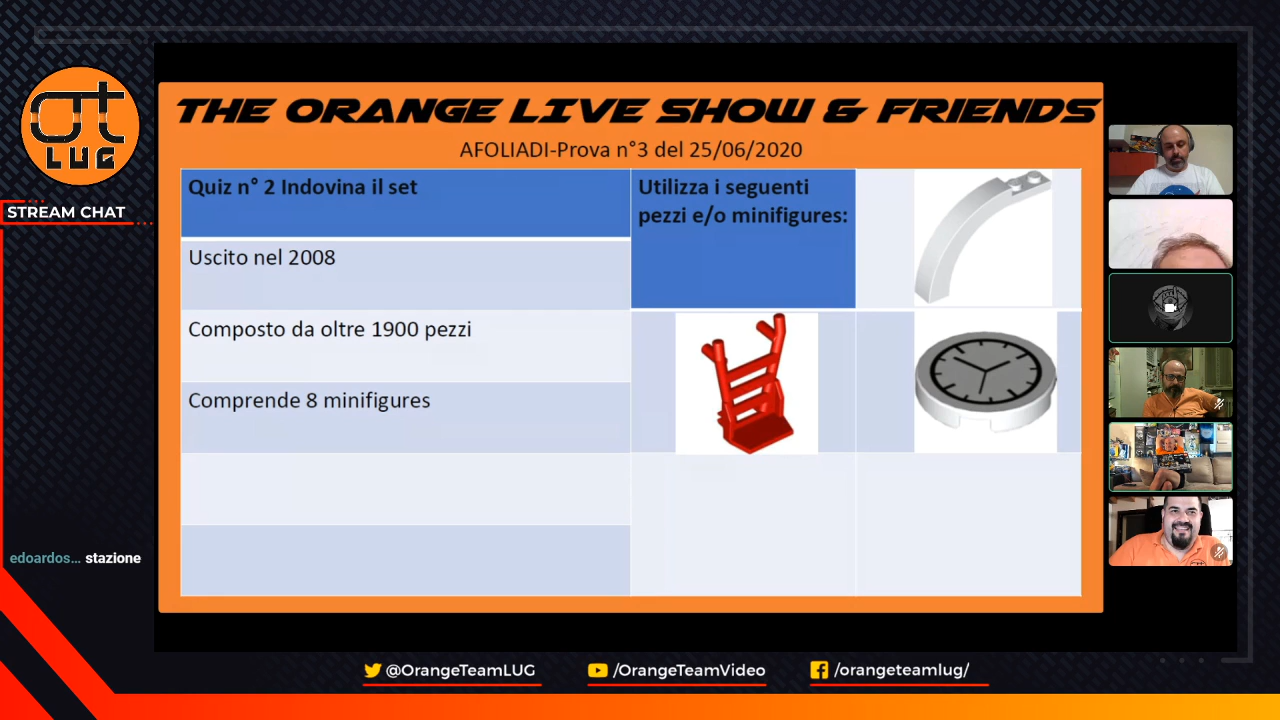 THE ORANGE LIVE SHOW & FRIENDS
AFOLIADI-Prova n°3 del 25/06/2020
Quiz n° 2 Indovina il set
Utilizza i seguenti
pezzi e/o minifigures:
Uscito nel 2008
Composto da oltre 1900 pezzi
Comprende 8 minifigures
ot
LUG
STREAM CHAT
edoardos... stazione
@OrangeTeamLUG
/OrangeTeamVideo
/orangeteamlug/